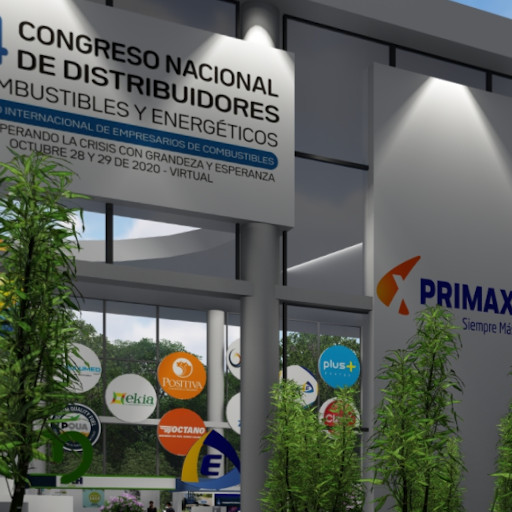 CONGRESO NACIONAL
DE DISTRIBUIDORES
MBUSTIBLES Y ENERGÉTICOS
O INTERNACIONAL DE EMPRESARIOS DE COMBUSTIBLES
PERANDO LA CRISIS CON GRANDEZA Y ESPERANZA
OCTUBRE 28 Y 29 DE 2020 - VIRTUAL
PRIMAX
Siempre Má
plus+
POSITIVA
tekia
OCTANO
E